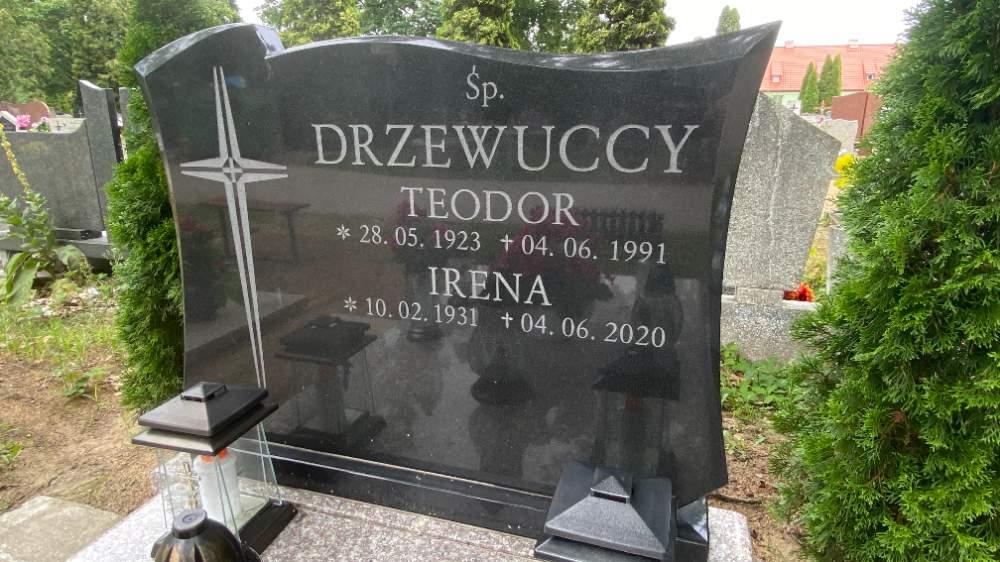 Śp.
DRZEWUCCY
TEODOR
* 28. 05. 1923 ✝ 04. 06. 1991
IRENA
* 10. 02. 1931 ✝ 04. 06. 2020